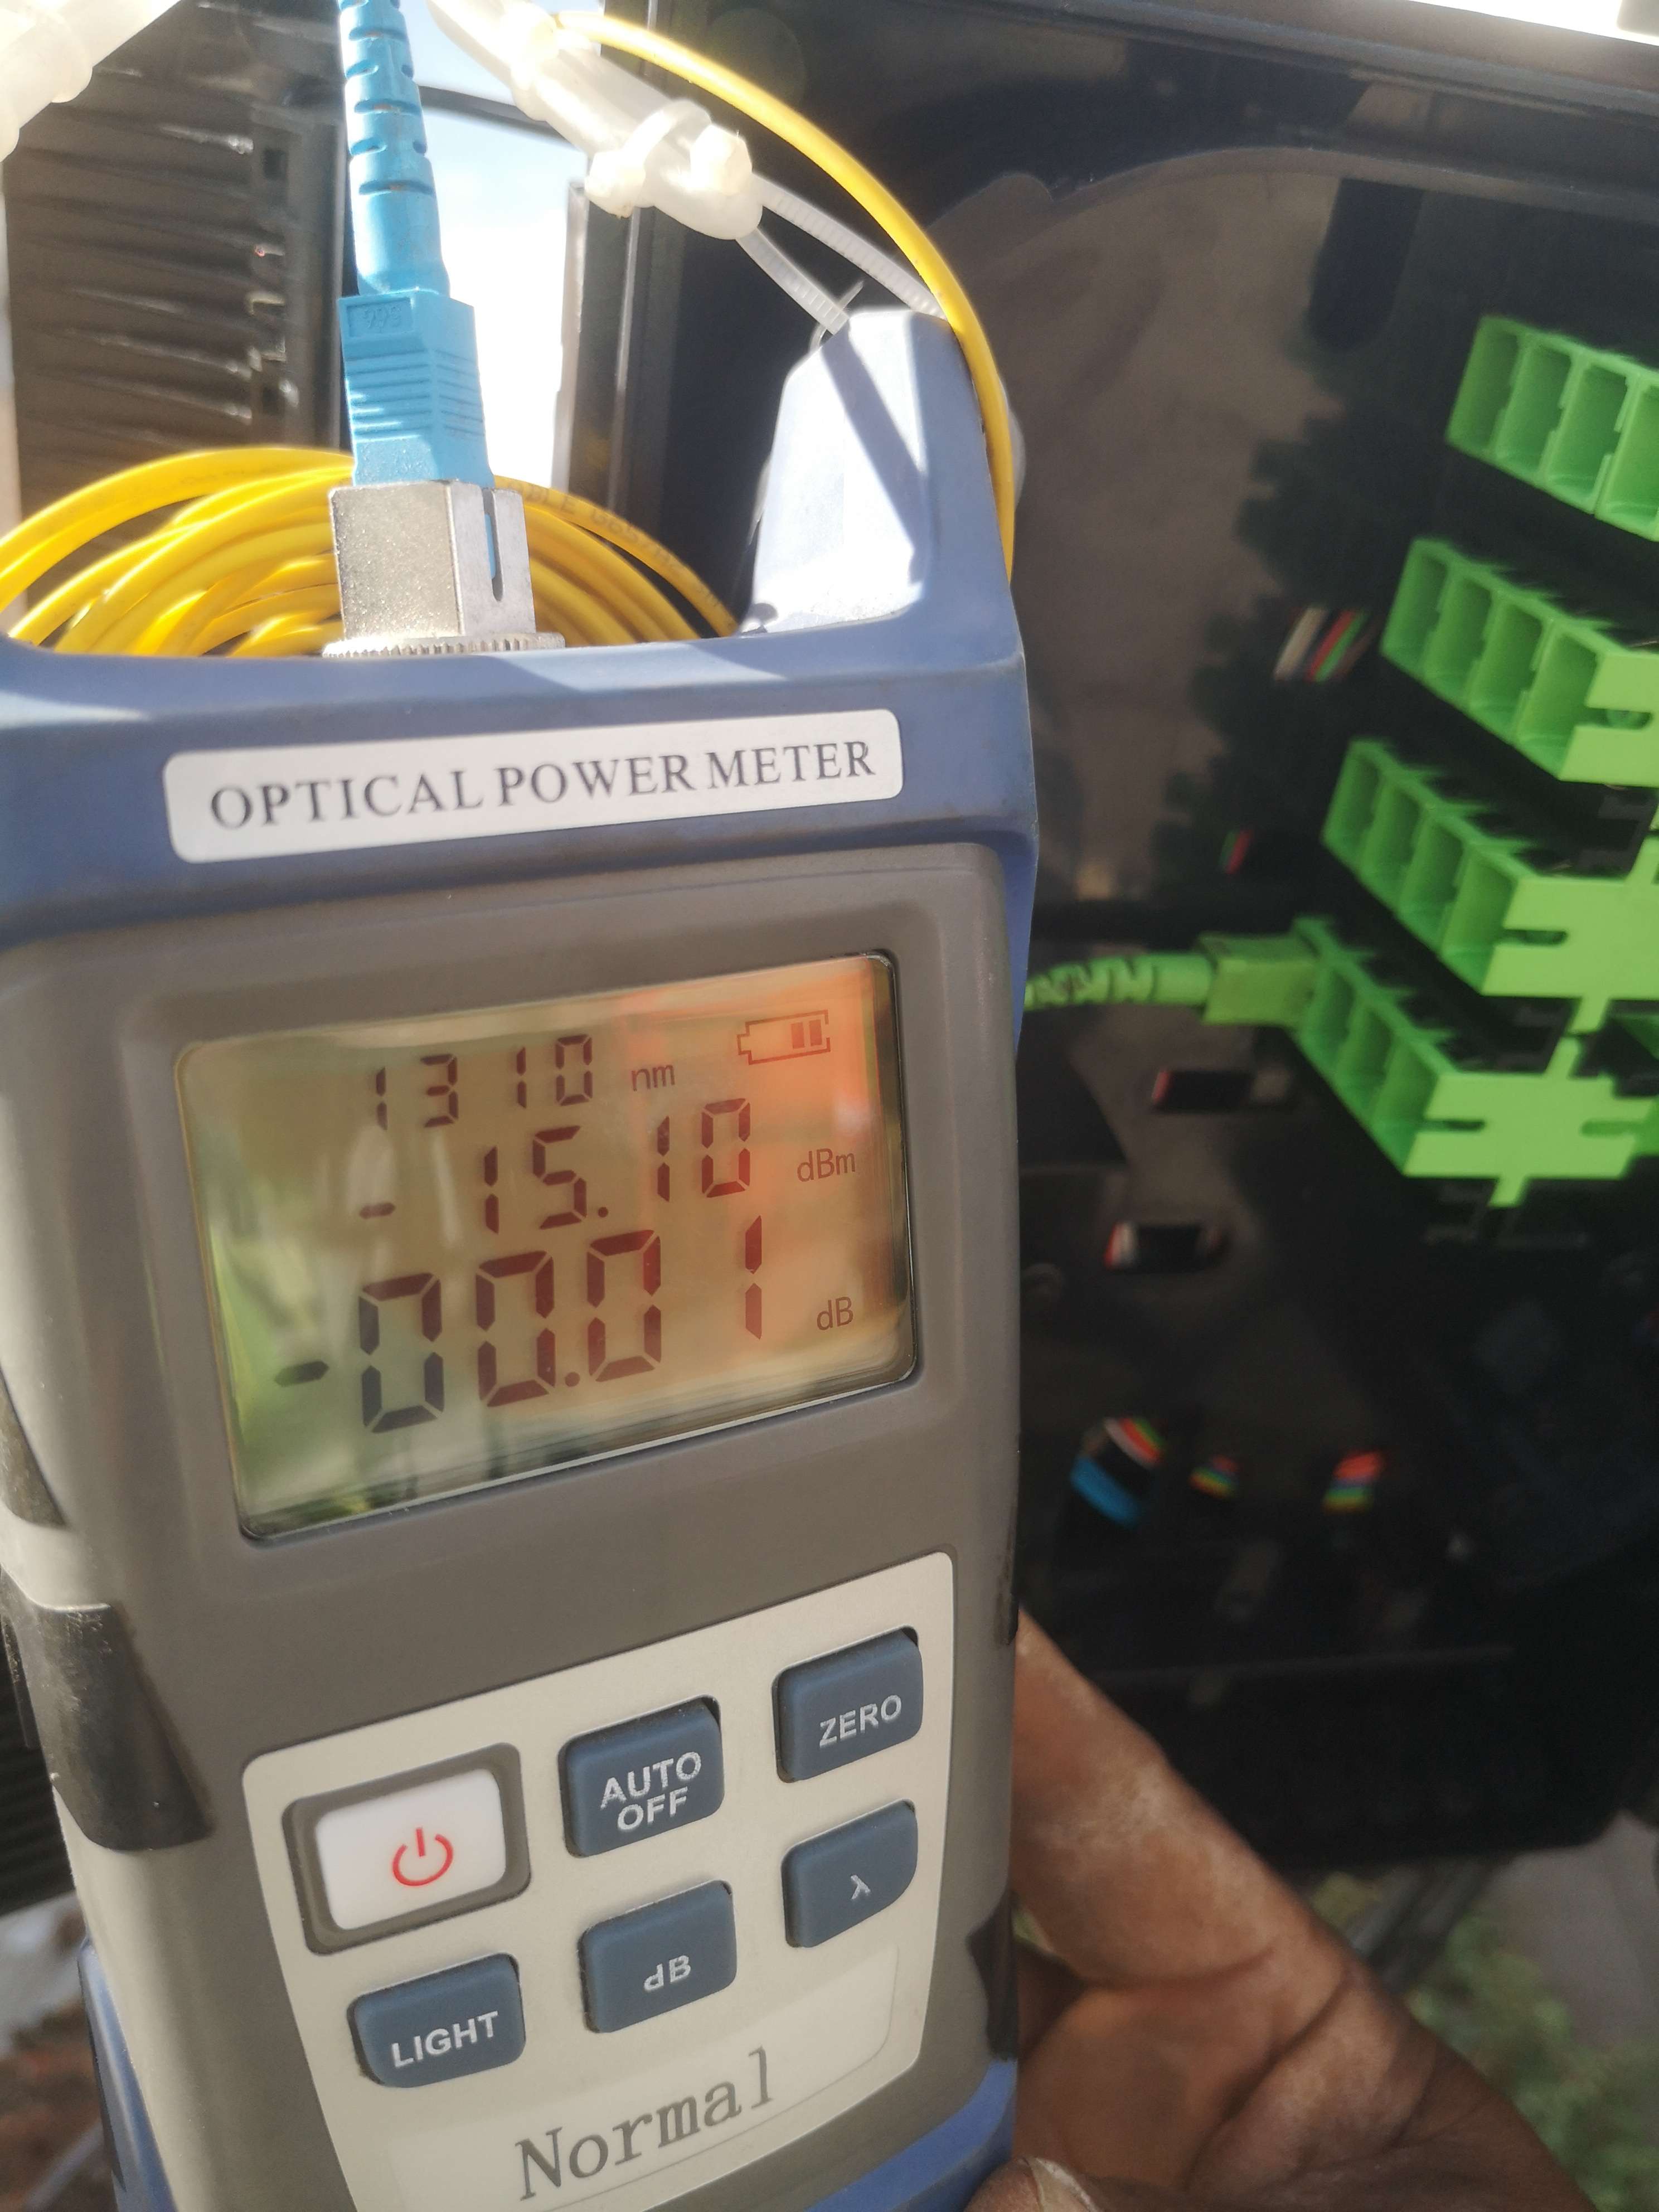 OPTICAL POWER METER
1310 nm
-15.10 dBm
-00.01 dB
AUTO OFF
ZERO
LIGHT
dB
λ
Normal